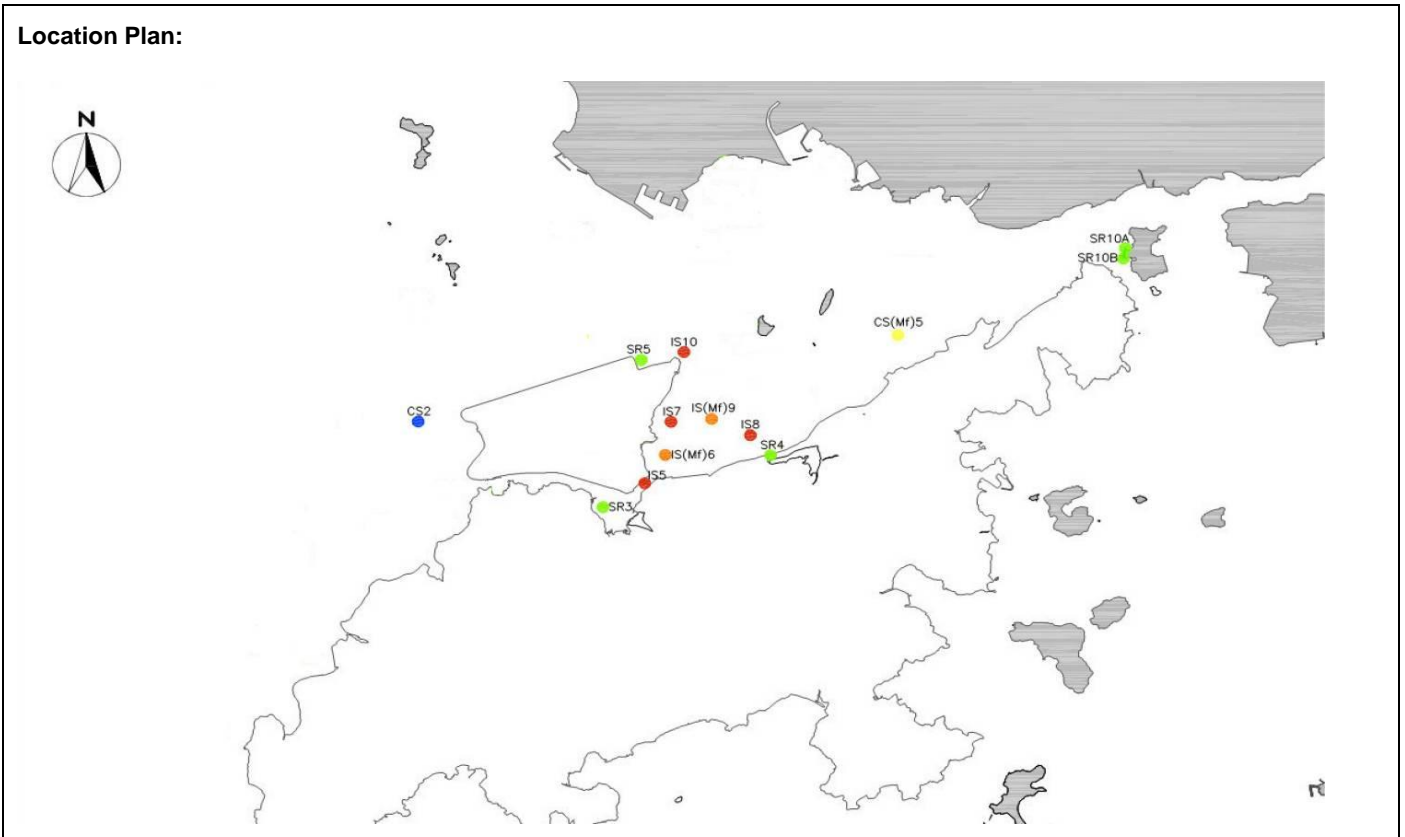 Location Plan:
N
SR10A
SR10B
CS(Mf)5
IS10
SR5
CS2
IS7
IS(Mf)9
IS8
SR4
IS(Mf)6
IS5
SR3